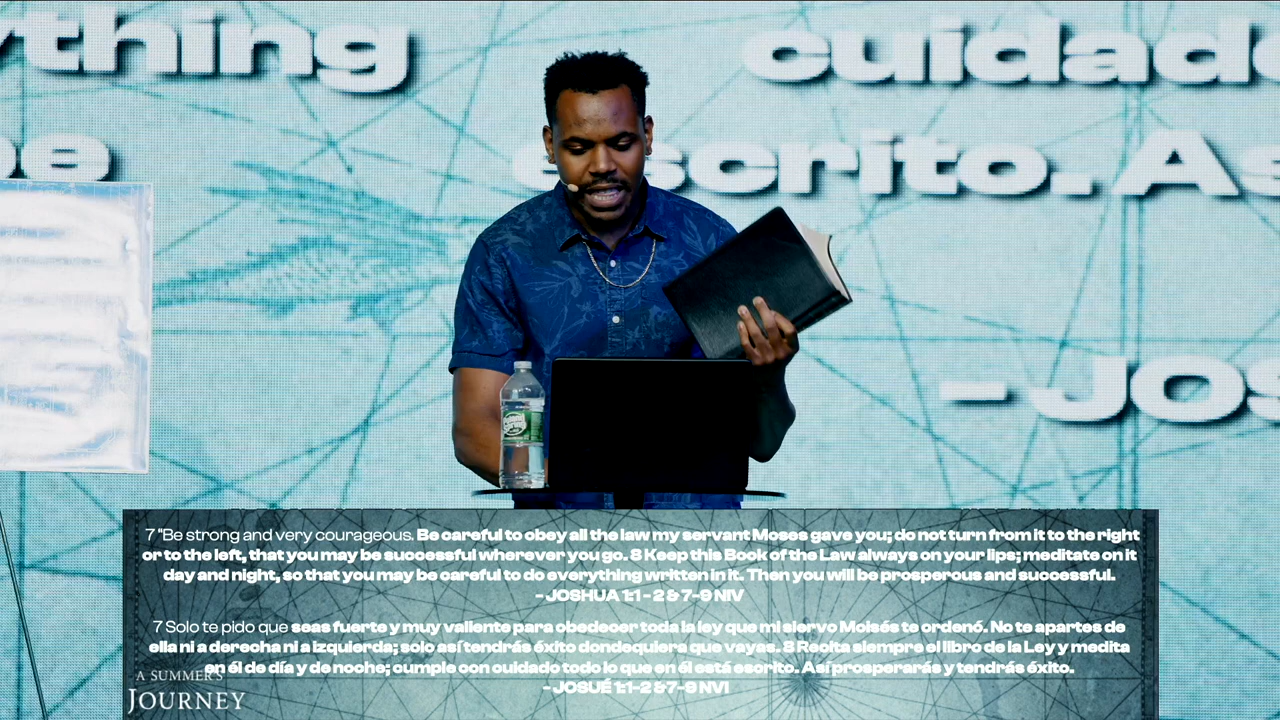 ything
cuidado
be
escrito. As
- JOS
7 “Be strong and very courageous. Be careful to obey all the law my servant Moses gave you; do not turn from it to the right
or to the left, that you may be successful wherever you go. 8 Keep this Book of the Law always on your lips; meditate on it
day and night, so that you may be careful to do everything written in it. Then you will be prosperous and successful.
- JOSHUA 1:1 - 2 & 7-9 NIV
7 Solo te pido que seas fuerte y muy valiente para obedecer toda la ley que mi siervo Moisés te ordenó. No te apartes de
ella ni a derecha ni a izquierda; solo así tendrás éxito dondequiera que vayas. 8 Recita siempre el libro de la Ley y medita
en él de día y de noche; cumple con cuidado todo lo que en él está escrito. Así prosperarás y tendrás éxito.
- JOSUÉ 1:1-2 &7-9 NVI
A SUMMER'S
JOURNEY